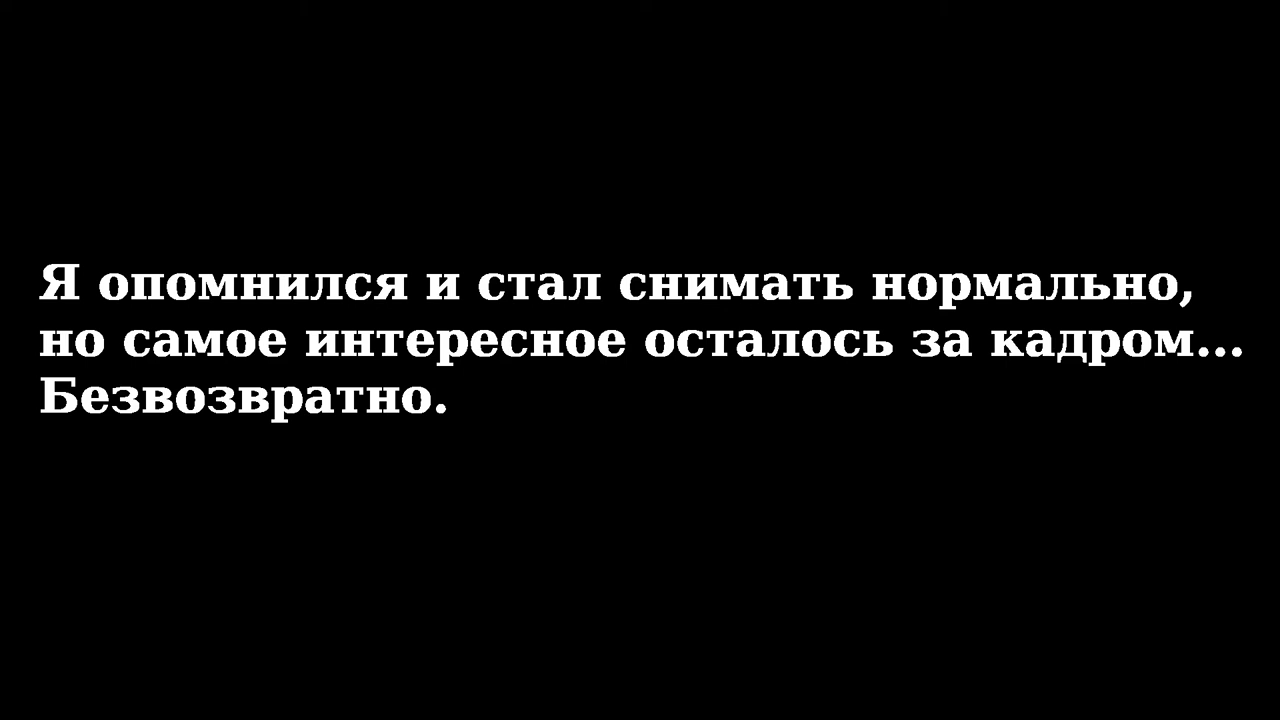 Я опомнился и стал снимать нормально,
но самое интересное осталось за кадром...
Безвозвратно.